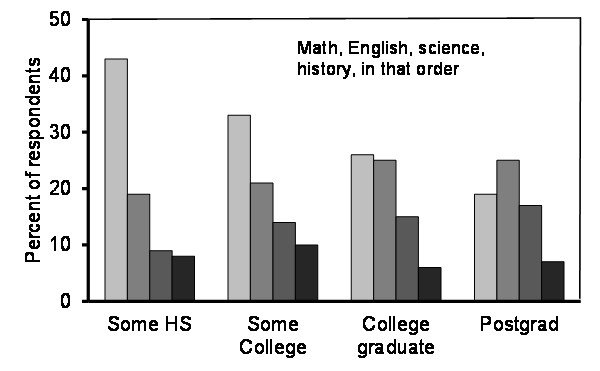 50
Math, English, science,
history, in that order
40
30
20
10
0
Percent of respondents
Some HS
Some
College
College
graduate
Postgrad